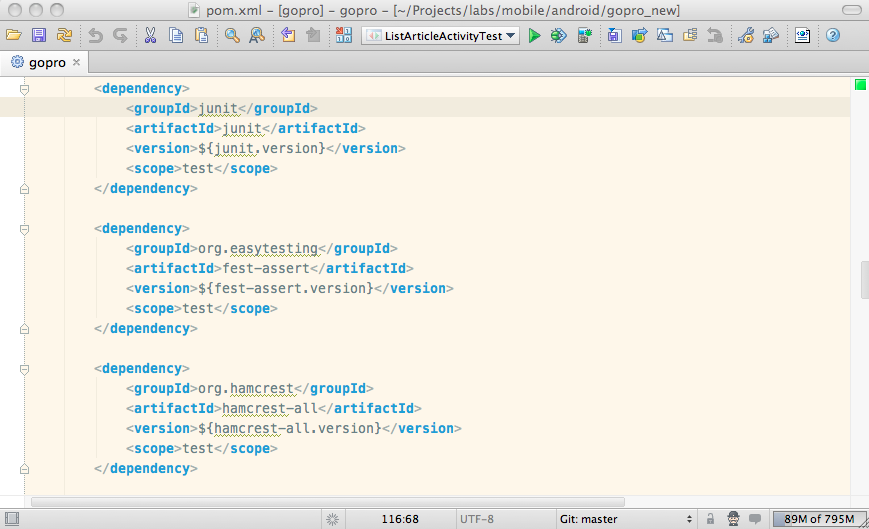 pom.xml - [gopro] - gopro - [~/Projects/labs/mobile/android/gopro_new]
ListArticleActivityTest
gopro
<dependency>
<groupId>junit</groupId>
<artifactId>junit</artifactId>
<version>${junit.version}</version>
<scope>test</scope>
</dependency>
<dependency>
<groupId>org.easytesting</groupId>
<artifactId>fest-assert</artifactId>
<version>${fest-assert.version}</version>
<scope>test</scope>
</dependency>
<dependency>
<groupId>org.hamcrest</groupId>
<artifactId>hamcrest-all</artifactId>
<version>${hamcrest-all.version}</version>
<scope>test</scope>
</dependency>
116:68 UTF-8 Git: master 89M of 795M